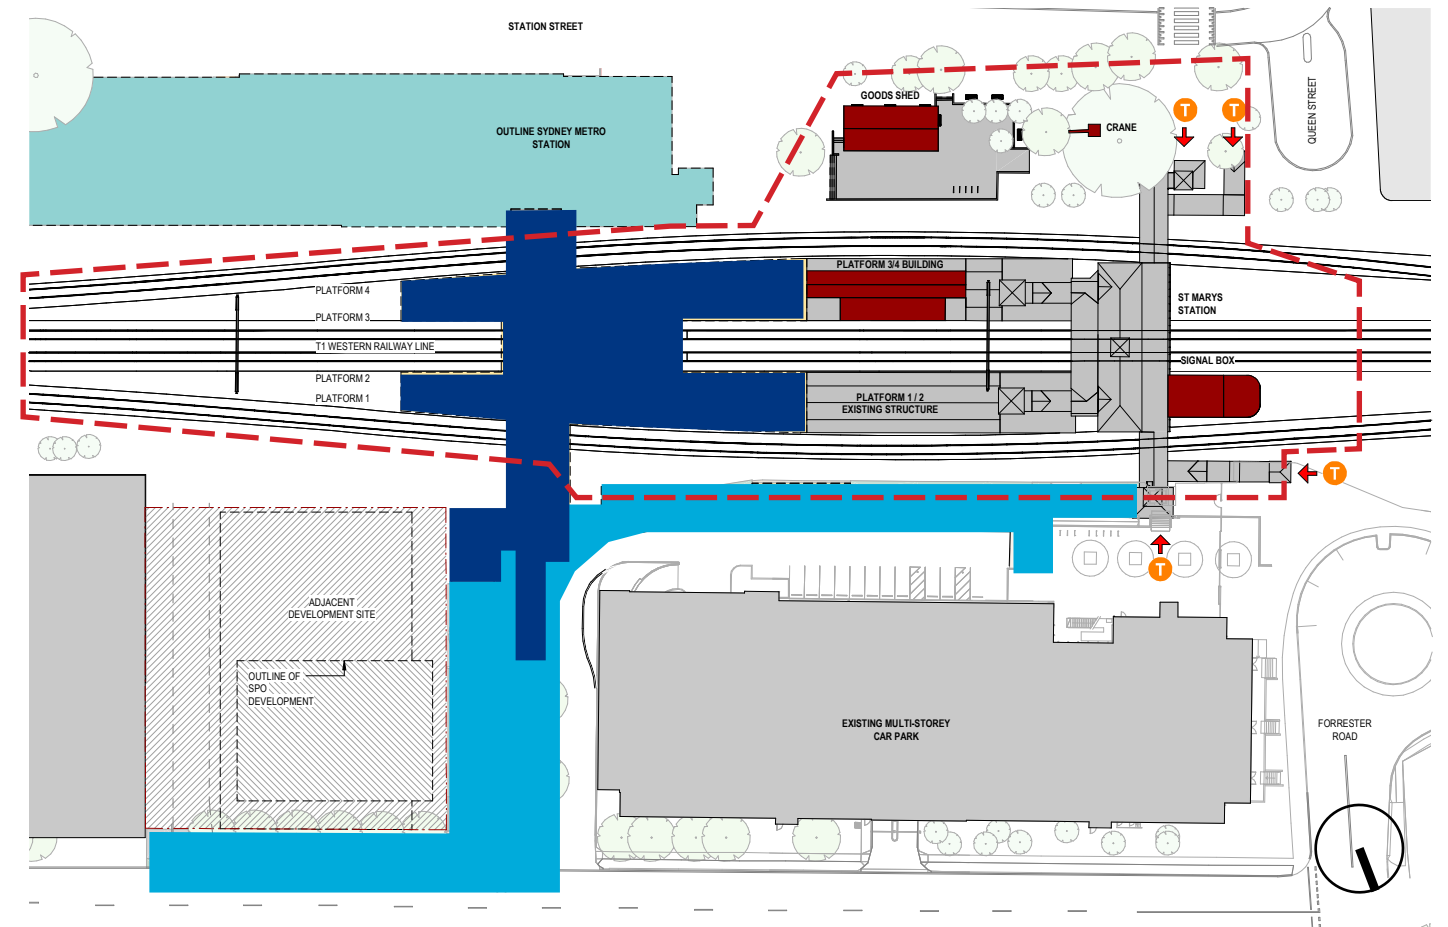 STATION STREET
OUTLINE SYDNEY METRO
STATION
GOODS SHED
CRANE
T
T
QUEEN STREET
PLATFORM 4
PLATFORM 3
T1 WESTERN RAILWAY LINE
PLATFORM 2
PLATFORM 1
PLATFORM 3/4 BUILDING
PLATFORM 1 / 2
EXISTING STRUCTURE
ST MARYS
STATION
SIGNAL BOX
T
T
ADJACENT
DEVELOPMENT SITE
OUTLINE OF
SPO
DEVELOPMENT
EXISTING MULTI-STOREY
CAR PARK
FORRESTER
ROAD